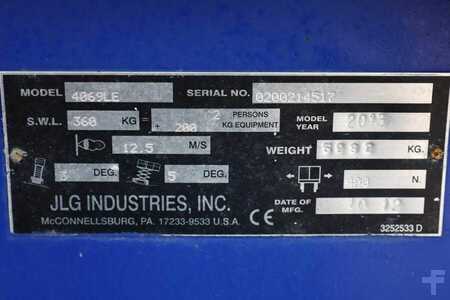 MODEL 4069LE SERIAL NO. 0200214517
S.W.L. 360 KG = 2 PERSONS
+ 200 KG EQUIPMENT
MODEL YEAR
12.5 M/S
WEIGHT KG.
DEG. 5 DEG. N.
JLG INDUSTRIES, INC.
McCONNELLSBURG, PA. 17233-9533 U.S.A.
CE
DATE OF MFG.
3252533 D